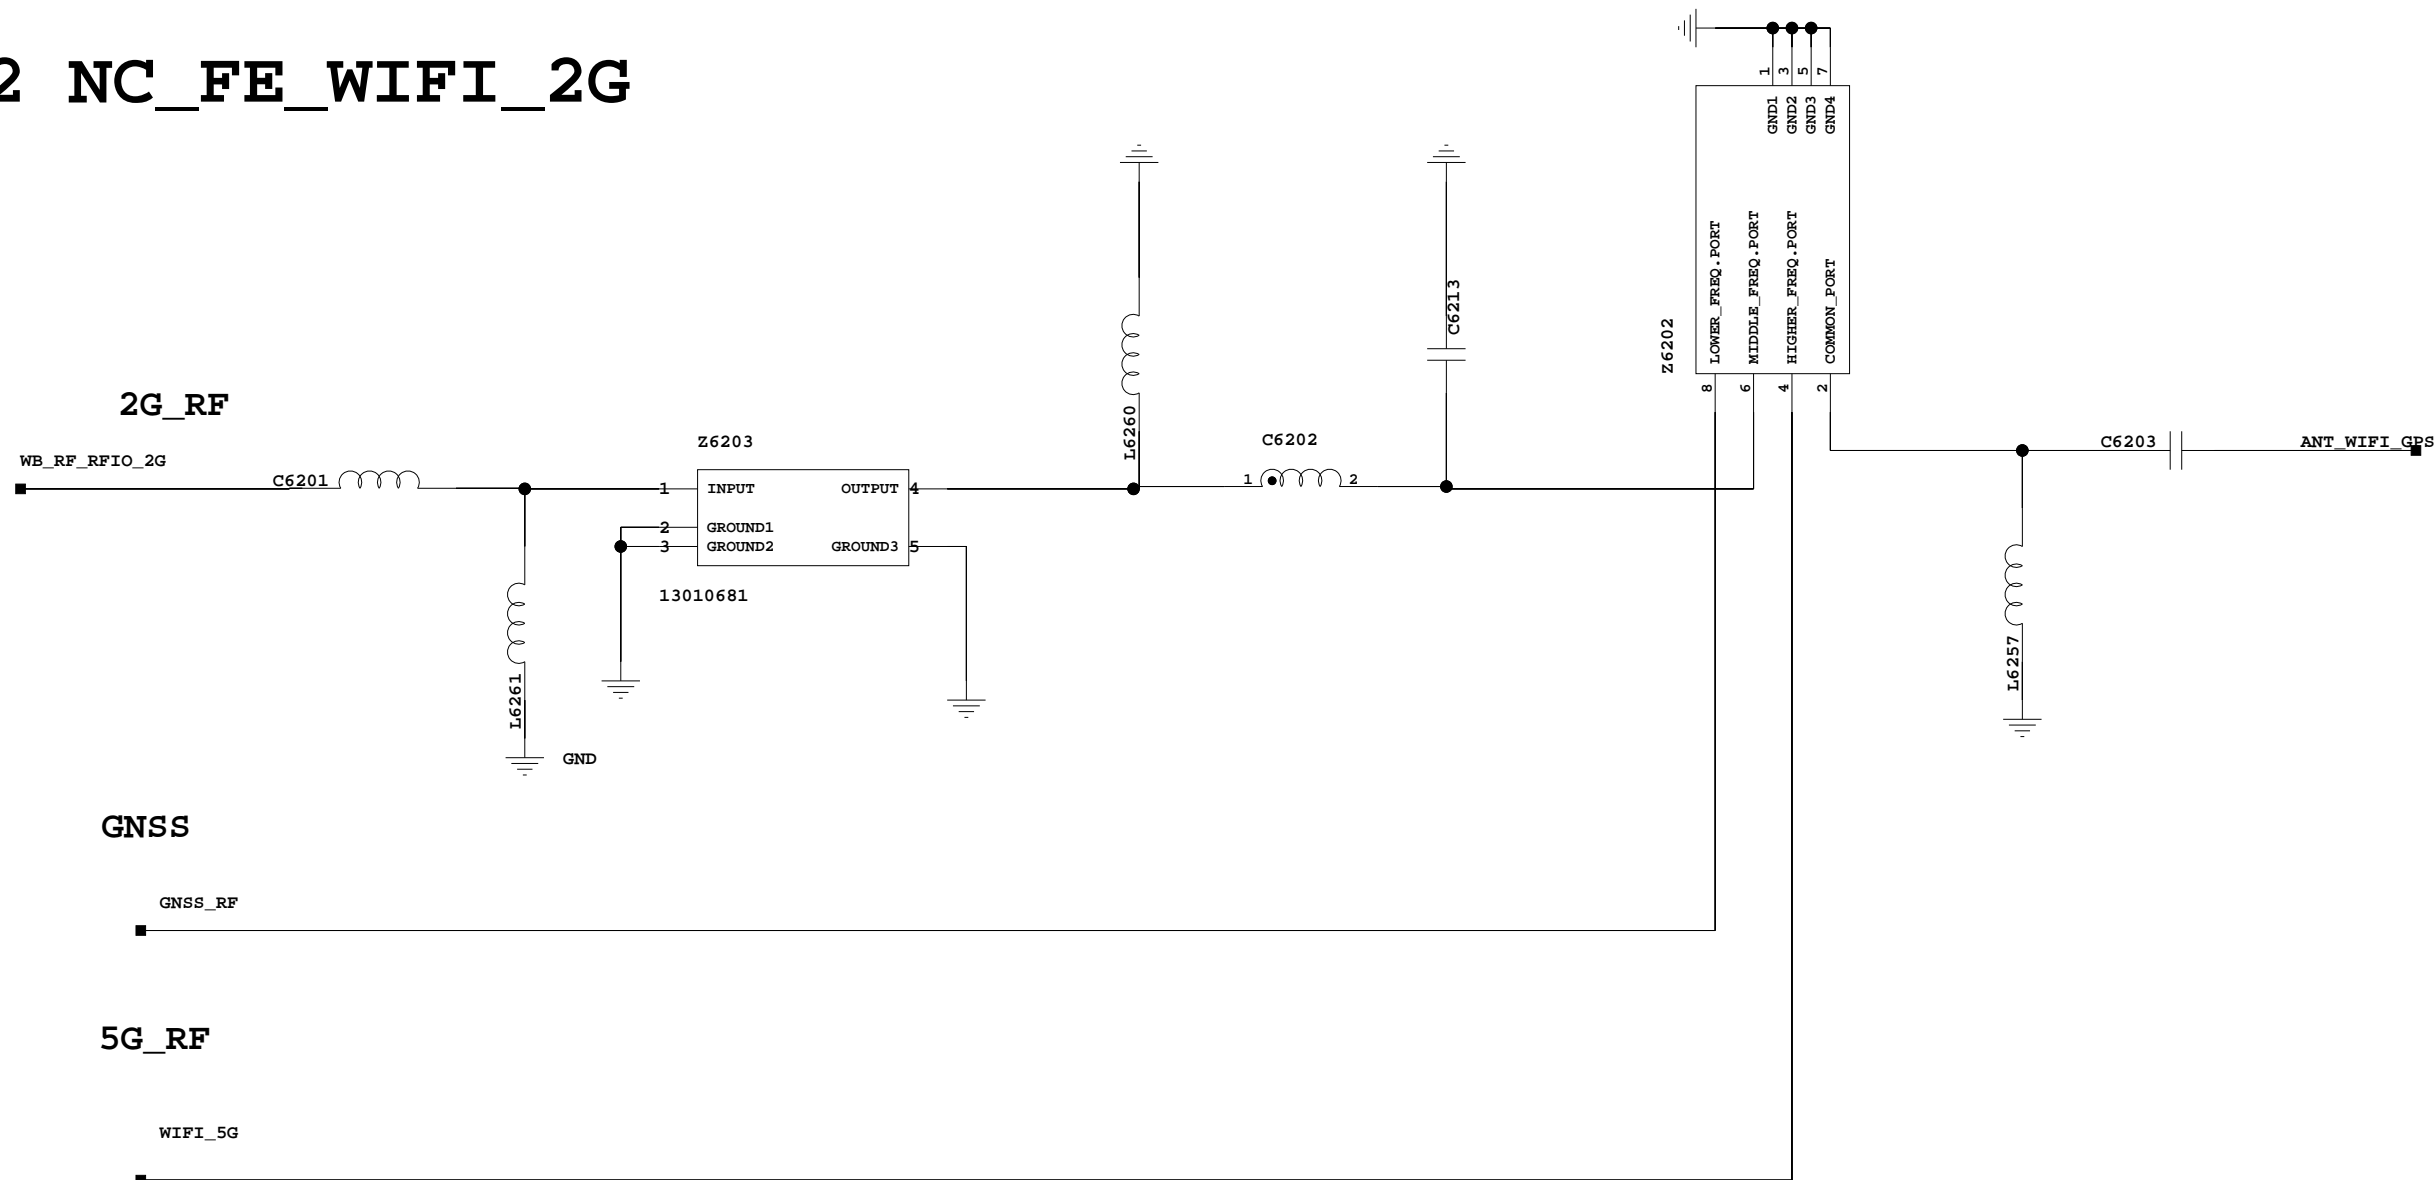 2 NC_FE_WIFI_2G
1
3
5
7
GND1
GND2
GND3
GND4
LOWER_FREQ.PORT
MIDDLE_FREQ.PORT
HIGHER_FREQ.PORT
COMMON_PORT
Z6202
8
6
4
2
C6213
L6260
2G_RF
WB_RF_RFIO_2G
C6201
Z6203
1 INPUT OUTPUT 4
2 GROUND1
3 GROUND2 GROUND3 5
13010681
C6202
1 2
C6203
ANT_WIFI_GPS
L6261
GND
L6257
GNSS
GNSS_RF
5G_RF
WIFI_5G